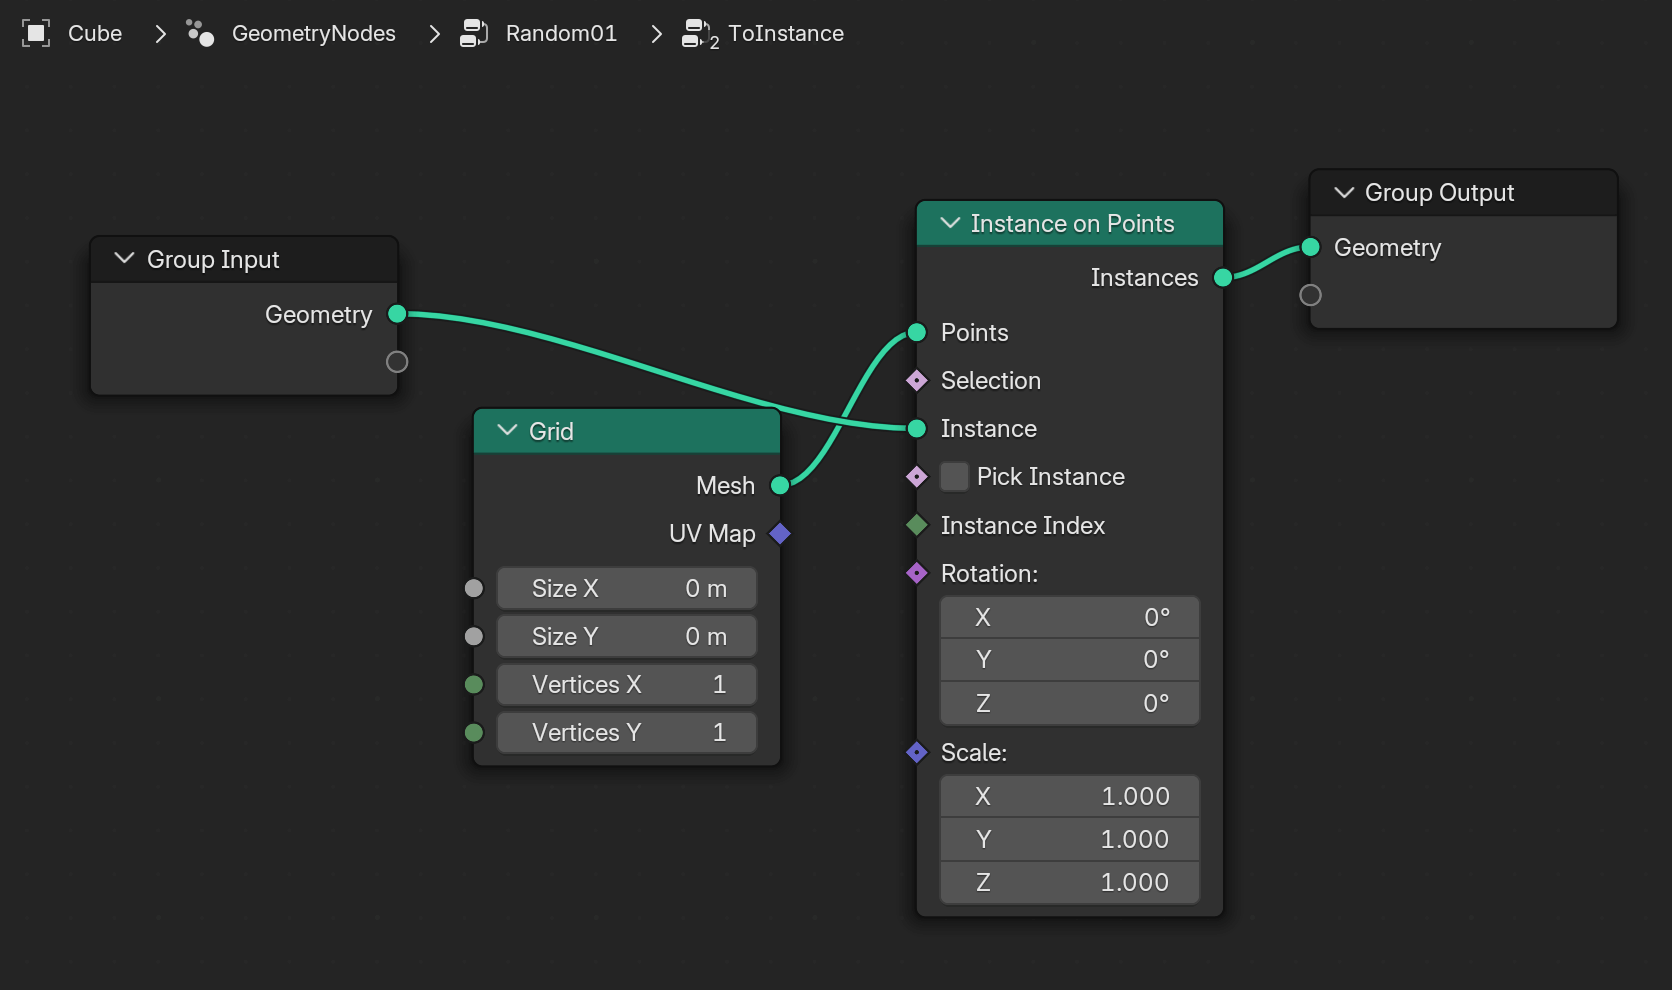 Cube GeometryNodes Random01 2 ToInstance
Group Input
Geometry
Grid
Mesh
UV Map
Size X 0 m
Size Y 0 m
Vertices X 1
Vertices Y 1
Instance on Points
Instances
Points
Selection
Instance
Pick Instance
Instance Index
Rotation:
X 0°
Y 0°
Z 0°
Scale:
X 1.000
Y 1.000
Z 1.000
Group Output
Geometry